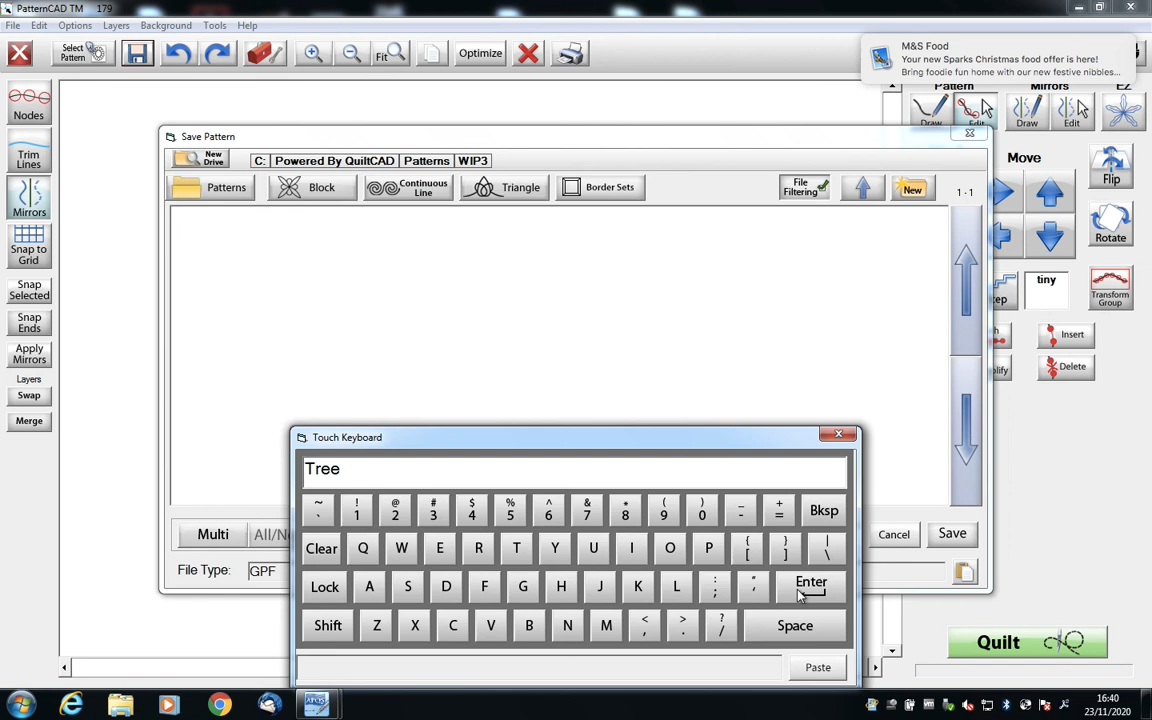 PatternCAD TM 179
File Edit Options Layers Background Tools Help
Select Pattern
Fit
Optimize
M&S Food
Your new Sparks Christmas food offer is here!
Bring foodie fun home with our new festive nibbles...
Pattern Mirrors EZ
Draw Edit Draw Edit
Nodes
Trim Lines
Mirrors
Snap to Grid
Snap Selected
Snap Ends
Apply Mirrors
Layers
Swap
Merge
Save Pattern
New Drive
C: Powered By QuiltCAD Patterns WIP3
Patterns Block Continuous Line Triangle Border Sets
File Filtering New 1 - 1
Multi
Cancel Save
File Type: GPF
Move
Flip
Rotate
tiny
Transform Group
Insert
Delete
Quilt
Touch Keyboard
Tree
~ ` ! 1 @ 2 # 3 $ 4 % 5 ^ 6 & 7 * 8 ( 9 ) 0 _ - + = Bksp
Clear Q W E R T Y U I O P { [ } ] | \
Lock A S D F G H J K L : ; " ' Enter
Shift Z X C V B N M < , > . ? / Space
Paste
16:40
23/11/2020